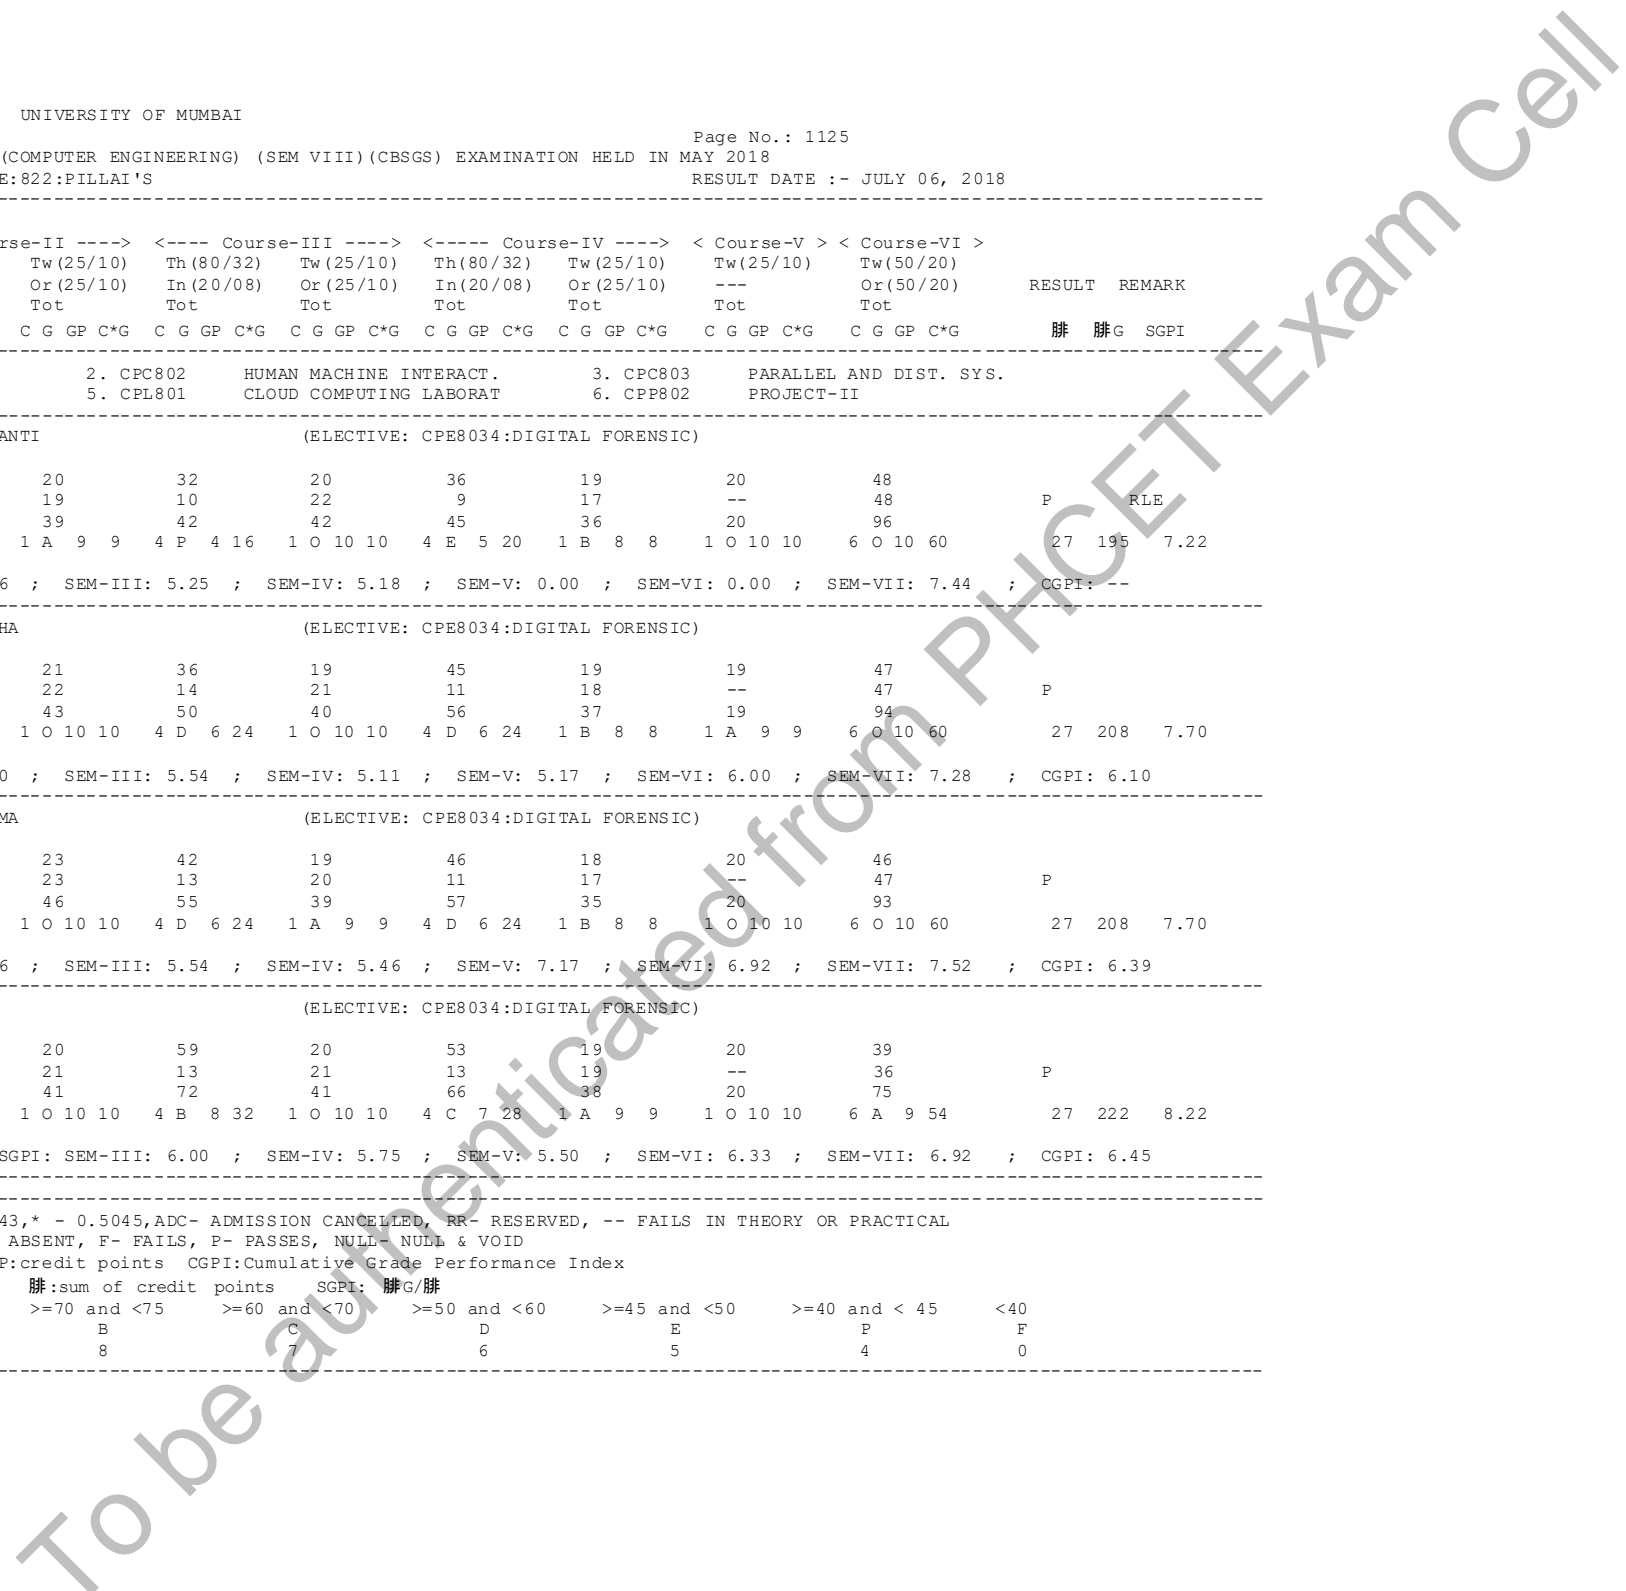 UNIVERSITY OF MUMBAI
Page No.: 1125
(COMPUTER ENGINEERING) (SEM VIII)(CBSGS) EXAMINATION HELD IN MAY 2018
E:822:PILLAI'S RESULT DATE :- JULY 06, 2018
rse-II ----> <---- Course-III ----> <----- Course-IV ----> < Course-V > < Course-VI >
Tw(25/10) Th(80/32) Tw(25/10) Th(80/32) Tw(25/10) Tw(25/10) Tw(50/20)
Or(25/10) In(20/08) Or(25/10) In(20/08) Or(25/10) --- Or(50/20) RESULT REMARK
Tot Tot Tot Tot Tot Tot Tot
C G GP C*G C G GP C*G C G GP C*G C G GP C*G C G GP C*G C G GP C*G C G GP C*G 腓 腓G SGPI
2. CPC802 HUMAN MACHINE INTERACT. 3. CPC803 PARALLEL AND DIST. SYS.
5. CPL801 CLOUD COMPUTING LABORAT 6. CPP802 PROJECT-II
ANTI (ELECTIVE: CPE8034:DIGITAL FORENSIC)
20 32 20 36 19 20 48
19 10 22 9 17 -- 48 P RLE
39 42 42 45 36 20 96
1 A 9 9 4 P 4 16 1 O 10 10 4 E 5 20 1 B 8 8 1 O 10 10 6 O 10 60 27 195 7.22
6 ; SEM-III: 5.25 ; SEM-IV: 5.18 ; SEM-V: 0.00 ; SEM-VI: 0.00 ; SEM-VII: 7.44 ; CGPI: --
HA (ELECTIVE: CPE8034:DIGITAL FORENSIC)
21 36 19 45 19 19 47
22 14 21 11 18 -- 47 P
43 50 40 56 37 19 94
1 O 10 10 4 D 6 24 1 O 10 10 4 D 6 24 1 B 8 8 1 A 9 9 6 O 10 60 27 208 7.70
0 ; SEM-III: 5.54 ; SEM-IV: 5.11 ; SEM-V: 5.17 ; SEM-VI: 6.00 ; SEM-VII: 7.28 ; CGPI: 6.10
MA (ELECTIVE: CPE8034:DIGITAL FORENSIC)
23 42 19 46 18 20 46
23 13 20 11 17 -- 47 P
46 55 39 57 35 20 93
1 O 10 10 4 D 6 24 1 A 9 9 4 D 6 24 1 B 8 8 1 O 10 10 6 O 10 60 27 208 7.70
6 ; SEM-III: 5.54 ; SEM-IV: 5.46 ; SEM-V: 7.17 ; SEM-VI: 6.92 ; SEM-VII: 7.52 ; CGPI: 6.39
(ELECTIVE: CPE8034:DIGITAL FORENSIC)
20 59 20 53 19 20 39
21 13 21 13 19 -- 36 P
41 72 41 66 38 20 75
1 O 10 10 4 B 8 32 1 O 10 10 4 C 7 28 1 A 9 9 1 O 10 10 6 A 9 54 27 222 8.22
SGPI: SEM-III: 6.00 ; SEM-IV: 5.75 ; SEM-V: 5.50 ; SEM-VI: 6.33 ; SEM-VII: 6.92 ; CGPI: 6.45
43,* - 0.5045,ADC- ADMISSION CANCELLED, RR- RESERVED, -- FAILS IN THEORY OR PRACTICAL
ABSENT, F- FAILS, P- PASSES, NULL- NULL & VOID
P:credit points CGPI:Cumulative Grade Performance Index
腓:sum of credit points SGPI: 腓G/腓
>=70 and <75 >=60 and <70 >=50 and <60 >=45 and <50 >=40 and < 45 <40
B C D E P F
8 7 6 5 4 0
To be authenticated from PHCET Exam Cell